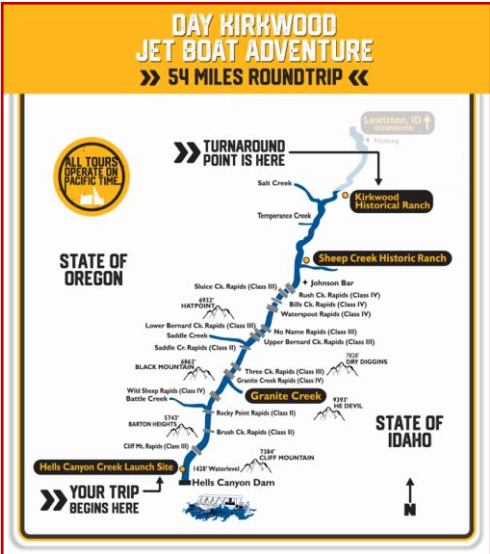 DAY KIRKWOOD
JET BOAT ADVENTURE
54 MILES ROUNDTRIP
Lewiston, ID
DOWNRIVER
Pittsburg
TURNAROUND
POINT IS HERE
ALL TOURS
OPERATE ON
PACIFIC TIME
Salt Creek
Kirkwood
Historical Ranch
Temperance Creek
STATE OF
OREGON
Sheep Creek Historic Ranch
Johnson Bar
Sluice Ck. Rapids (Class III)
Rush Ck. Rapids (Class IV)
6932'
HATPOINT
Bills Ck. Rapids (Class IV)
Waterspout Rapids (Class IV)
Lower Bernard Ck. Rapids (Class III)
No Name Rapids (Class III)
Saddle Creek
Upper Bernard Ck. Rapids (Class III)
Saddle Cr. Rapids (Class II)
7828'
DRY DIGGINS
6862'
BLACK MOUNTAIN
Three Ck. Rapids (Class III)
Granite Creek Rapids (Class IV)
Wild Sheep Rapids (Class IV)
Granite Creek
Battle Creek
9393'
HE DEVIL
Rocky Point Rapids (Class II)
5743'
BARTON HEIGHTS
STATE OF
IDAHO
Brush Ck. Rapids (Class II)
Cliff Mt. Rapids (Class III)
7384'
CLIFF MOUNTAIN
Hells Canyon Creek Launch Site
1428' Waterlevel
Hells Canyon Dam
YOUR TRIP
BEGINS HERE
N